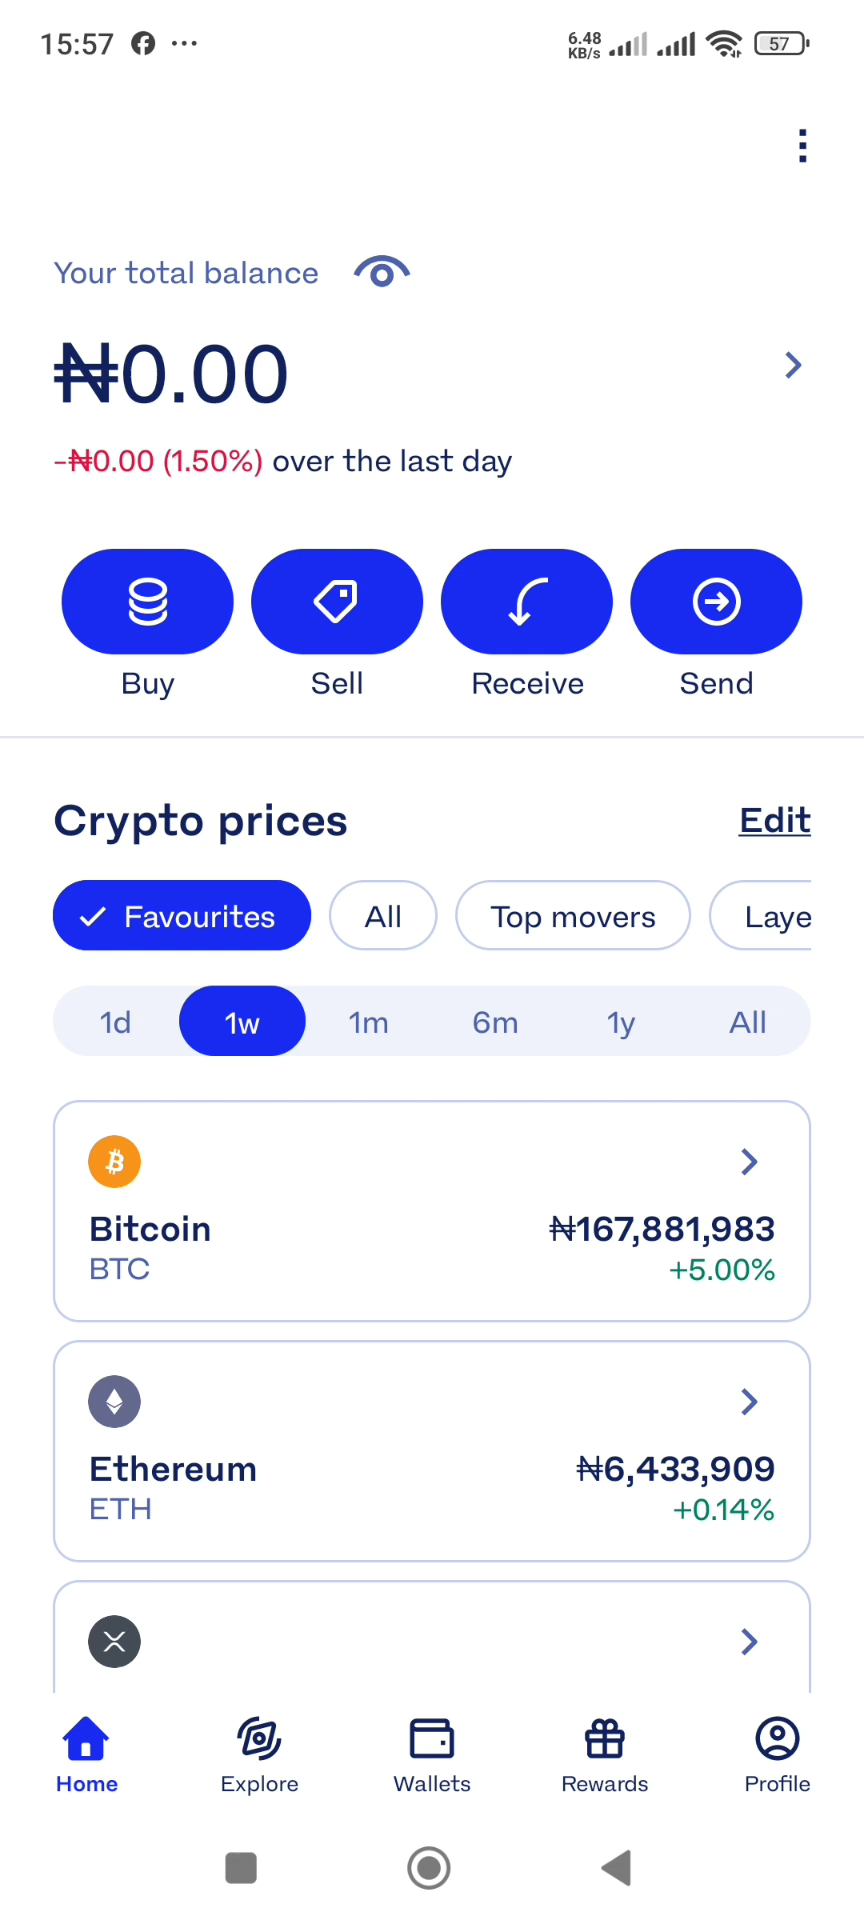 15:57 ... 6.48 KB/s 57
Your total balance
₦0.00
-₦0.00 (1.50%) over the last day
Buy Sell Receive Send
Crypto prices Edit
Favourites All Top movers Laye
1d 1w 1m 6m 1y All
Bitcoin ₦167,881,983
BTC +5.00%
Ethereum ₦6,433,909
ETH +0.14%
Home Explore Wallets Rewards Profile